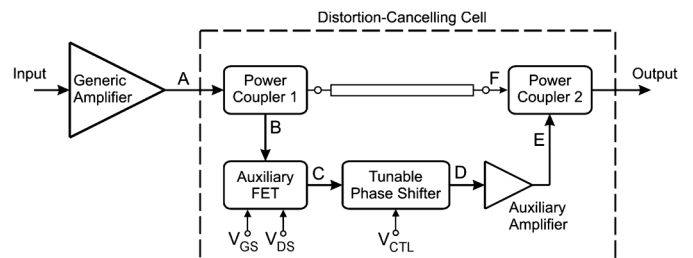 Distortion-Cancelling Cell
Input
Generic
Amplifier
A
Power
Coupler 1
F
Power
Coupler 2
Output
B
E
Auxiliary
FET
C
Tunable
Phase Shifter
D
Auxiliary
Amplifier
VGS
VDS
VCTL